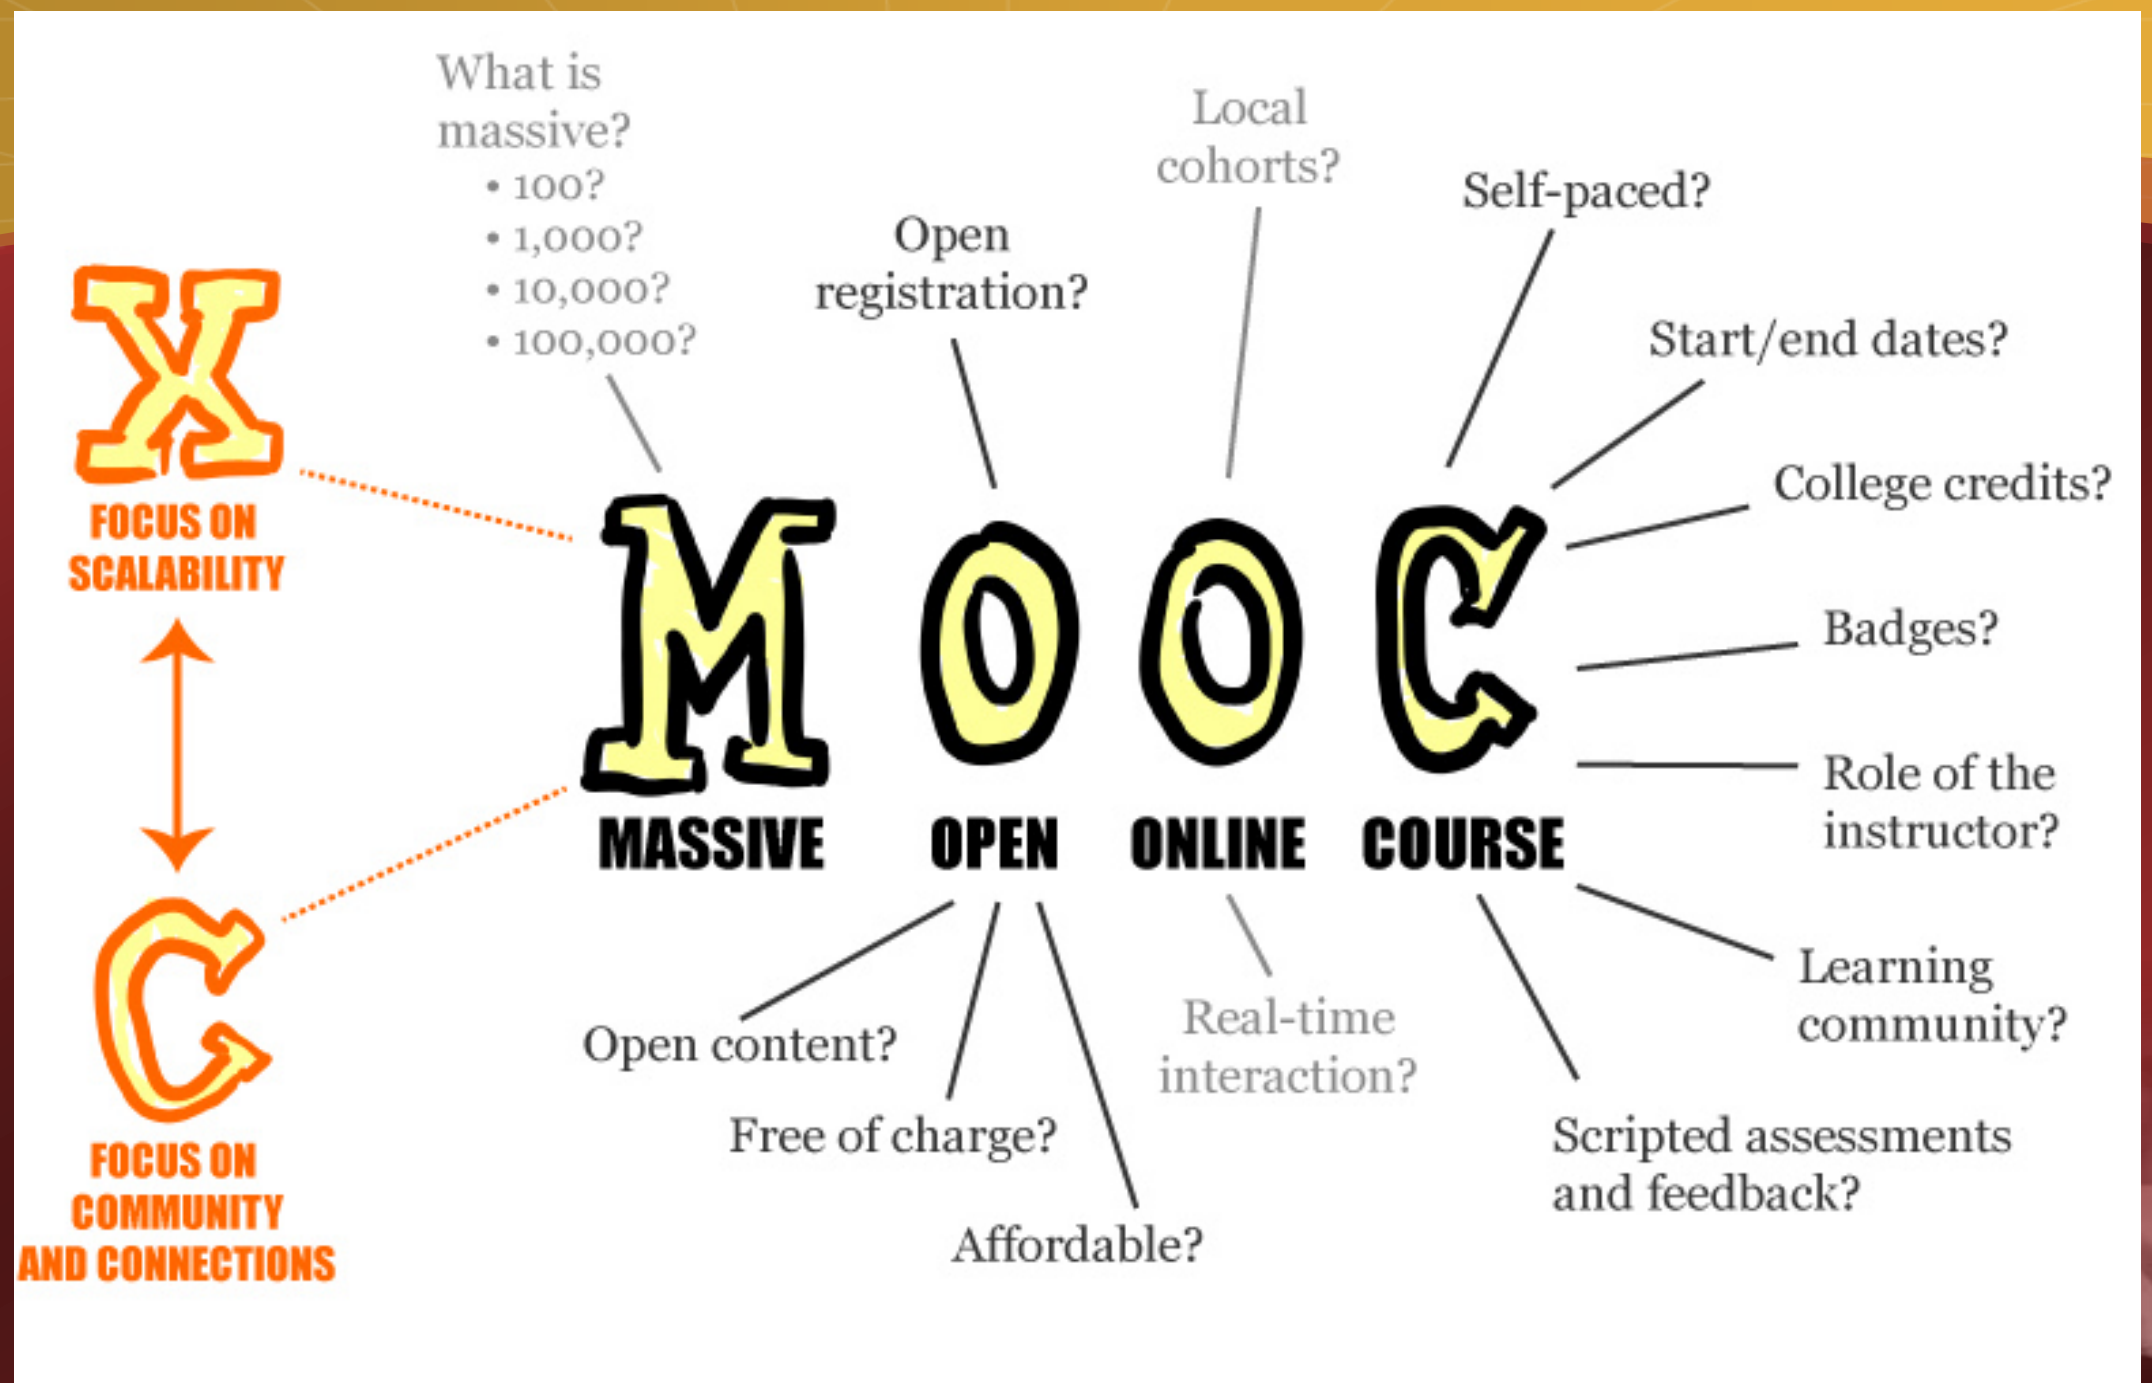 What is
massive?
• 100?
• 1,000?
• 10,000?
• 100,000?
Open
registration?
Local
cohorts?
Self-paced?
Start/end dates?
College credits?
Badges?
Role of the
instructor?
Learning
community?
Scripted assessments
and feedback?
X
FOCUS ON
SCALABILITY
C
FOCUS ON
COMMUNITY
AND CONNECTIONS
MOOC
MASSIVE OPEN ONLINE COURSE
Open content?
Free of charge?
Affordable?
Real-time
interaction?